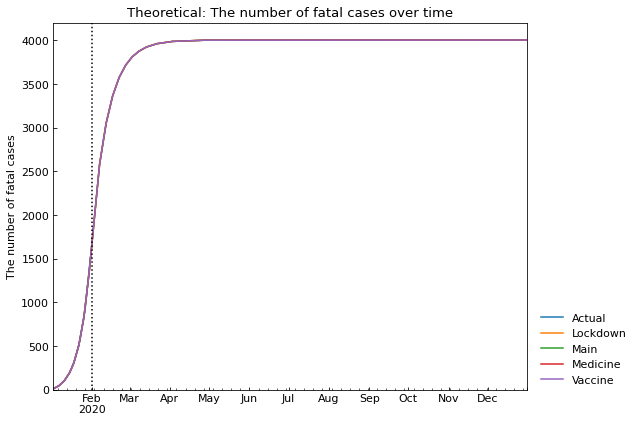 Theoretical: The number of fatal cases over time
The number of fatal cases
4000
3500
3000
2500
2000
1500
1000
500
0
Feb Mar Apr May Jun Jul Aug Sep Oct Nov Dec
2020
Actual
Lockdown
Main
Medicine
Vaccine